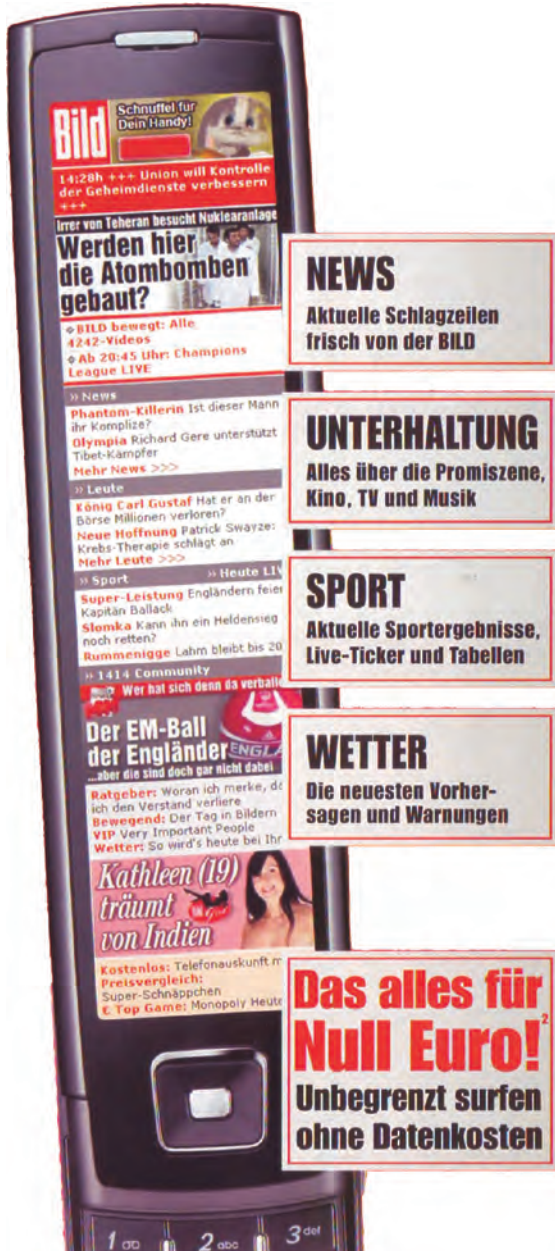 Schnuffel für
Dein Handy!
Bild
14:28h +++ Union will Kontrolle
der Geheimdienste verbessern
+++
Irrer von Teheran besucht Nuklearanlage
Werden hier
die Atombomben
gebaut?
BILD bewegt: Alle
4242-Videos
Ab 20:45 Uhr: Champions
League LIVE
» News
Phantom-Killerin Ist dieser Mann
ihr Komplize?
Olympia Richard Gere unterstützt
Tibet-Kämpfer
Mehr News >>>
» Leute
König Carl Gustaf Hat er an der
Börse Millionen verloren?
Neue Hoffnung Patrick Swayze:
Krebs-Therapie schlägt an
Mehr Leute >>>
» Sport » Heute LIV
Super-Leistung Engländern feier
Kapitän Ballack
Slomka Kann ihn ein Heldensieg
noch retten?
Rummenigge Lahm bleibt bis 20
» 1414 Community
Wer hat sich denn da verballe
Der EM-Ball
der Engländer
ENGLA
...aber die sind doch gar nicht dabei
Ratgeber: Woran ich merke, da
ich den Verstand verliere
Bewegend: Der Tag in Bildern
VIP Very Important People
Wetter: So wird's heute bei Ihr
Kathleen (19)
träumt
von Indien
Kostenlos: Telefonauskunft m
Preisvergleich:
Super-Schnäppchen
€ Top Game: Monopoly Heute
1
2 abc
3 def
NEWS
Aktuelle Schlagzeilen
frisch von der BILD
UNTERHALTUNG
Alles über die Promiszene,
Kino, TV und Musik
SPORT
Aktuelle Sportergebnisse,
Live-Ticker und Tabellen
WETTER
Die neuesten Vorher-
sagen und Warnungen
Das alles für
Null Euro!²
Unbegrenzt surfen
ohne Datenkosten